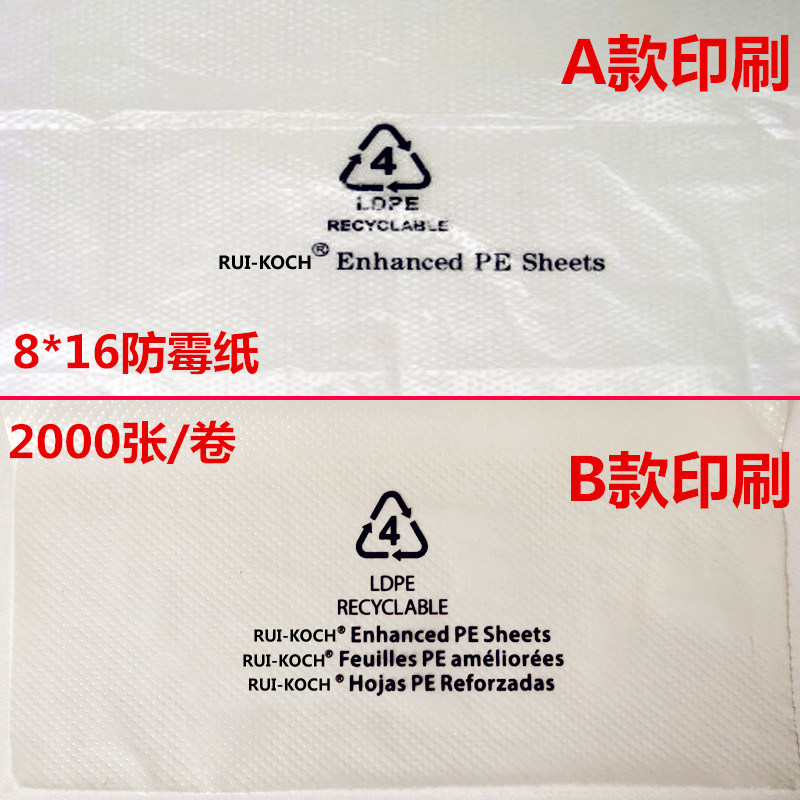 A款印刷
4
LDPE
RECYCLABLE
RUI-KOCH® Enhanced PE Sheets
8*16防霉纸
2000张/卷
B款印刷
4
LDPE
RECYCLABLE
RUI-KOCH® Enhanced PE Sheets
RUI-KOCH® Feuilles PE améliorées
RUI-KOCH® Hojas PE Reforzadas